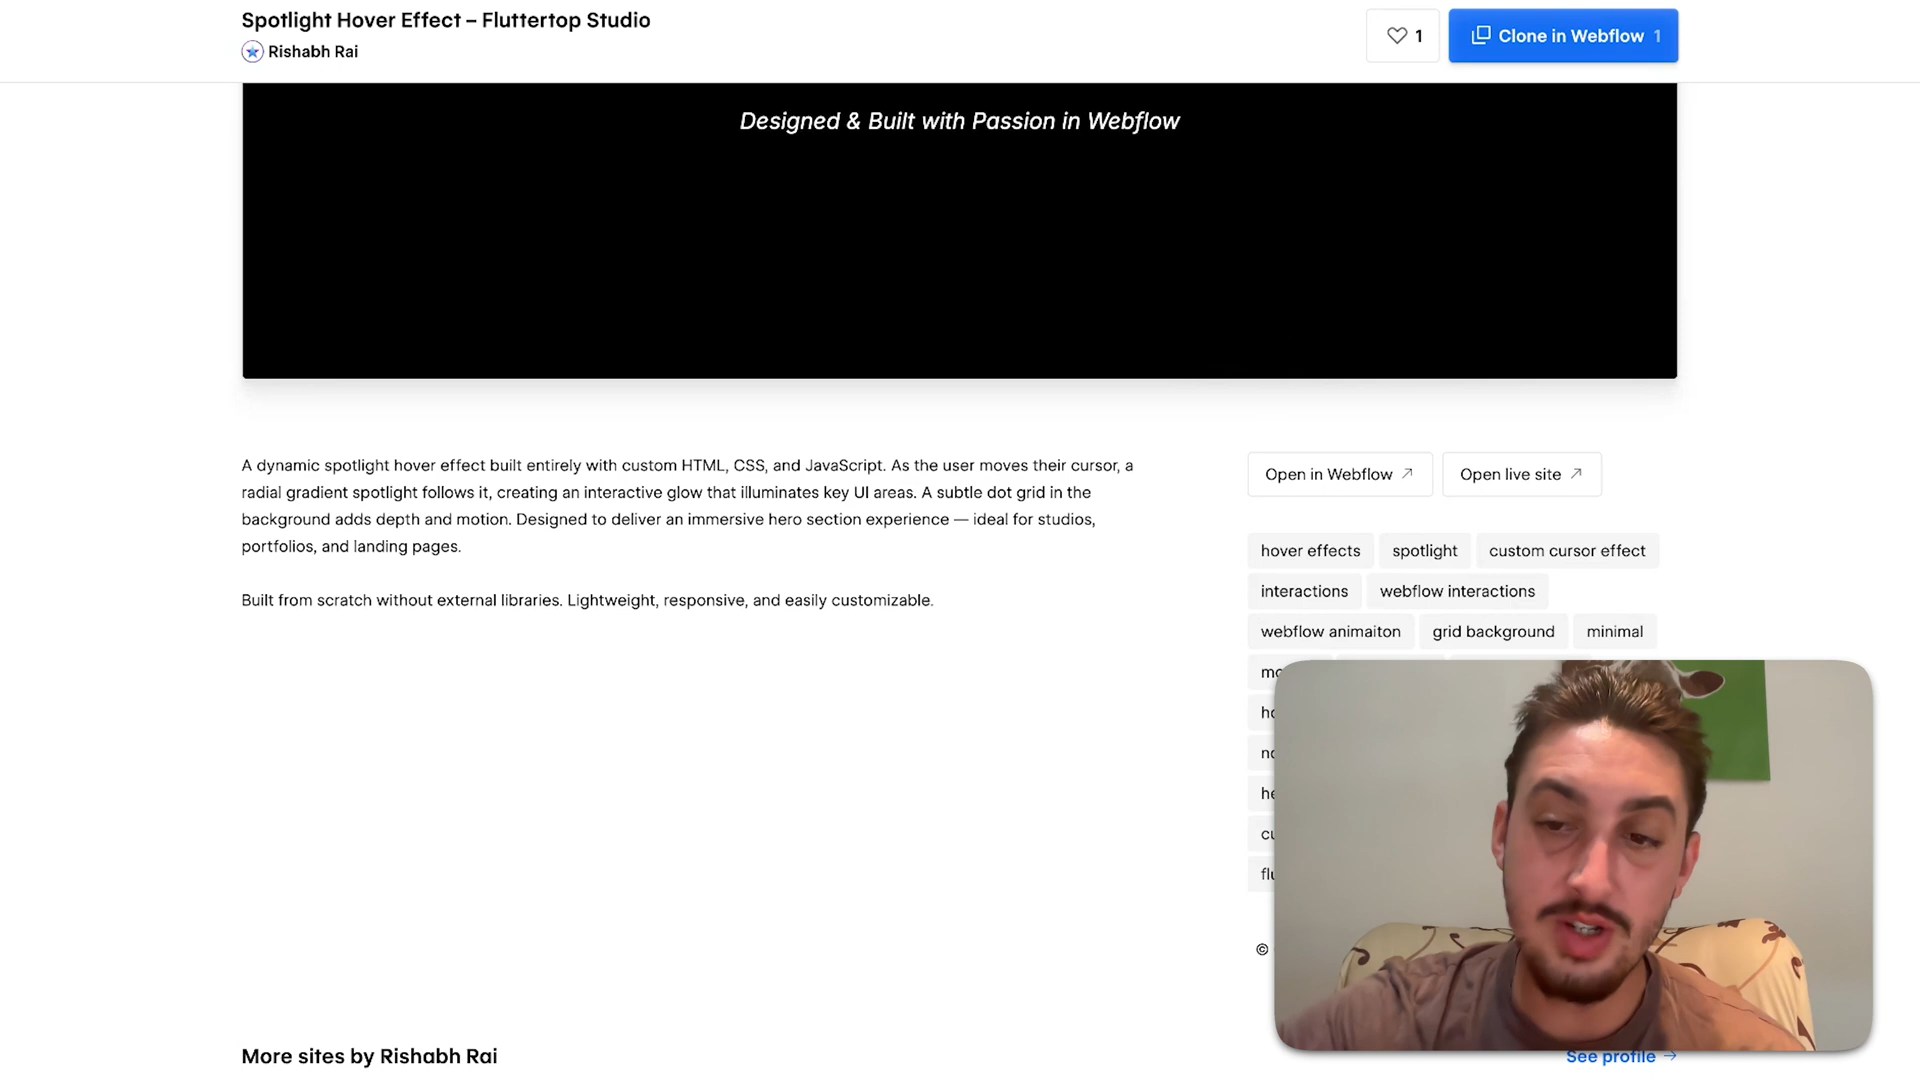 Spotlight Hover Effect – Fluttertop Studio
Rishabh Rai
1
Clone in Webflow 1
Designed & Built with Passion in Webflow
A dynamic spotlight hover effect built entirely with custom HTML, CSS, and JavaScript. As the user moves their cursor, a
radial gradient spotlight follows it, creating an interactive glow that illuminates key UI areas. A subtle dot grid in the
background adds depth and motion. Designed to deliver an immersive hero section experience — ideal for studios,
portfolios, and landing pages.
Built from scratch without external libraries. Lightweight, responsive, and easily customizable.
Open in Webflow ↗ Open live site ↗
hover effects spotlight custom cursor effect
interactions webflow interactions
webflow animaiton grid background minimal
©
More sites by Rishabh Rai
See profile →